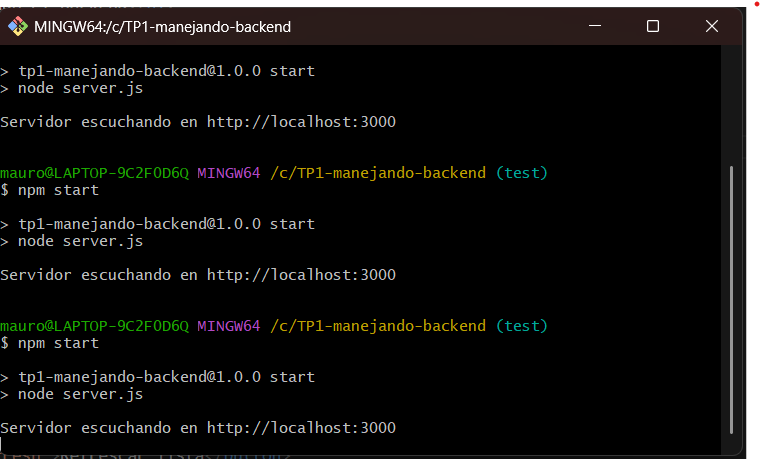 MINGW64:/c/TP1-manejando-backend
> tp1-manejando-backend@1.0.0 start
> node server.js
Servidor escuchando en http://localhost:3000
mauro@LAPTOP-9C2F0D6Q MINGW64 /c/TP1-manejando-backend (test)
$ npm start
> tp1-manejando-backend@1.0.0 start
> node server.js
Servidor escuchando en http://localhost:3000
mauro@LAPTOP-9C2F0D6Q MINGW64 /c/TP1-manejando-backend (test)
$ npm start
> tp1-manejando-backend@1.0.0 start
> node server.js
Servidor escuchando en http://localhost:3000